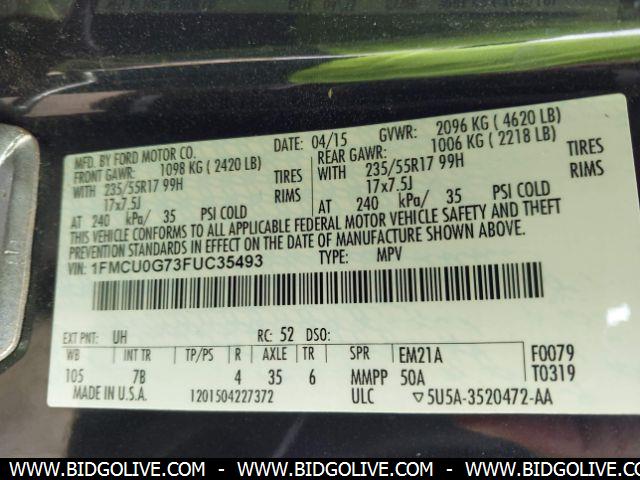 MFD. BY FORD MOTOR CO. DATE: 04/15 GVWR: 2096 KG ( 4620 LB)
FRONT GAWR: 1098 KG ( 2420 LB) REAR GAWR: 1006 KG ( 2218 LB)
WITH 235/55R17 99H TIRES WITH 235/55R17 99H TIRES
17x7.5J RIMS 17x7.5J RIMS
AT 240 kPa/ 35 PSI COLD AT 240 kPa/ 35 PSI COLD
THIS VEHICLE CONFORMS TO ALL APPLICABLE FEDERAL MOTOR VEHICLE SAFETY AND THEFT
PREVENTION STANDARDS IN EFFECT ON THE DATE OF MANUFACTURE SHOWN ABOVE.
VIN: 1FMCU0G73FUC35493 TYPE: MPV
EXT PNT: UH RC: 52 DSO:
WB INT TR TP/PS R AXLE TR SPR EM21A F0079
105 7B 4 35 6 MMPP 50A T0319
MADE IN U.S.A. 1201504227372 ULC 5U5A-3520472-AA
WWW.BIDGOLIVE.COM - WWW.BIDGOLIVE.COM - WWW.BIDGOLIVE.COM